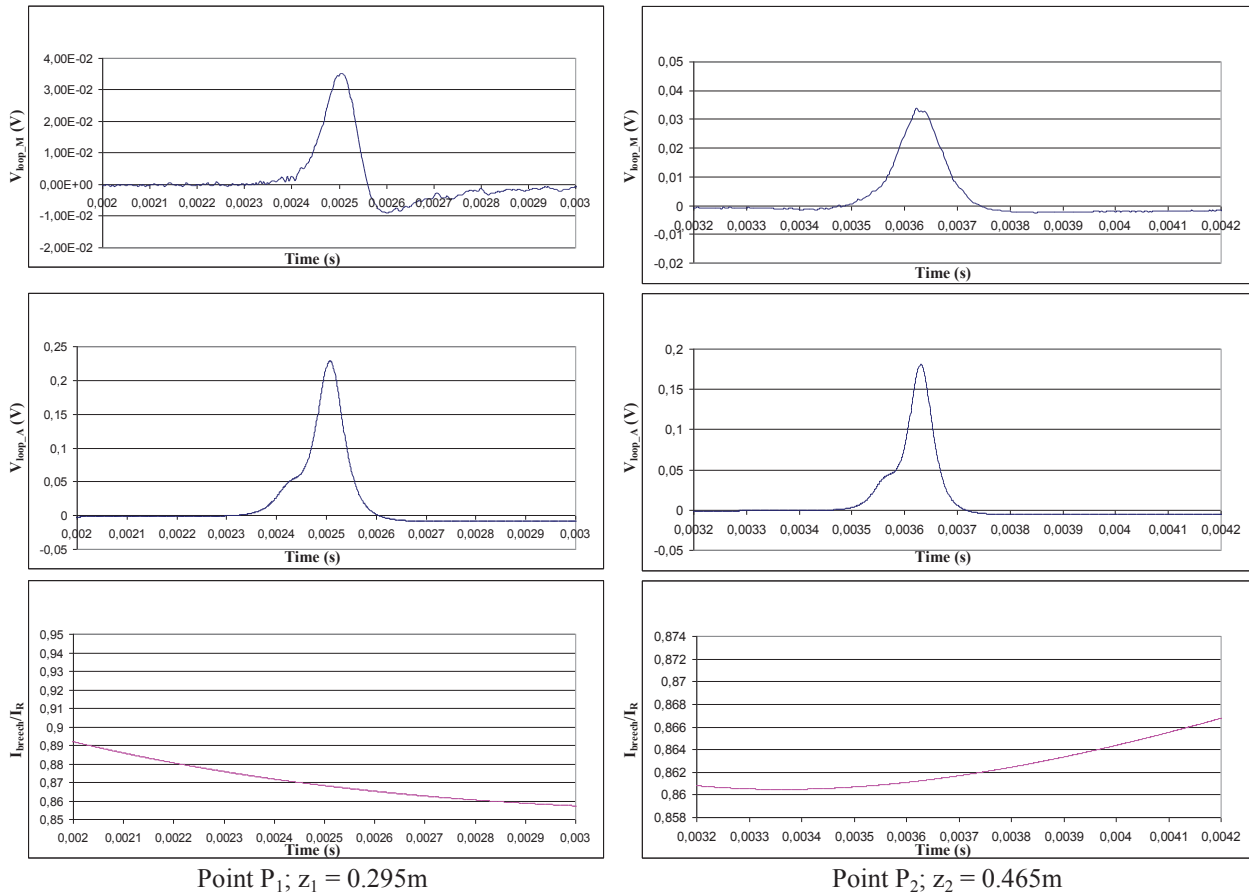 4,00E-02
3,00E-02
2,00E-02
1,00E-02
0,00E+00
-1,00E-02
-2,00E-02
V_loop_M (V)
0,002 0,0021 0,0022 0,0023 0,0024 0,0025 0,0026 0,0027 0,0028 0,0029 0,003
Time (s)
0,05
0,04
0,03
0,02
0,01
0
-0,01
-0,02
V_loop_M (V)
0,0032 0,0033 0,0034 0,0035 0,0036 0,0037 0,0038 0,0039 0,004 0,0041 0,0042
Time (s)
0,25
0,2
0,15
0,1
0,05
0
-0,05
V_loop_A (V)
0,002 0,0021 0,0022 0,0023 0,0024 0,0025 0,0026 0,0027 0,0028 0,0029 0,003
Time (s)
0,2
0,15
0,1
0,05
0
-0,05
V_loop_A (V)
0,0032 0,0033 0,0034 0,0035 0,0036 0,0037 0,0038 0,0039 0,004 0,0041 0,0042
Time (s)
0,95
0,94
0,93
0,92
0,91
0,9
0,89
0,88
0,87
0,86
0,85
I_breech/I_R
0,002 0,0021 0,0022 0,0023 0,0024 0,0025 0,0026 0,0027 0,0028 0,0029 0,003
Time (s)
0,874
0,872
0,87
0,868
0,866
0,864
0,862
0,86
0,858
I_breech/I_R
0,0032 0,0033 0,0034 0,0035 0,0036 0,0037 0,0038 0,0039 0,004 0,0041 0,0042
Time (s)
Point P₁; z₁ = 0.295m
Point P₂; z₂ = 0.465m